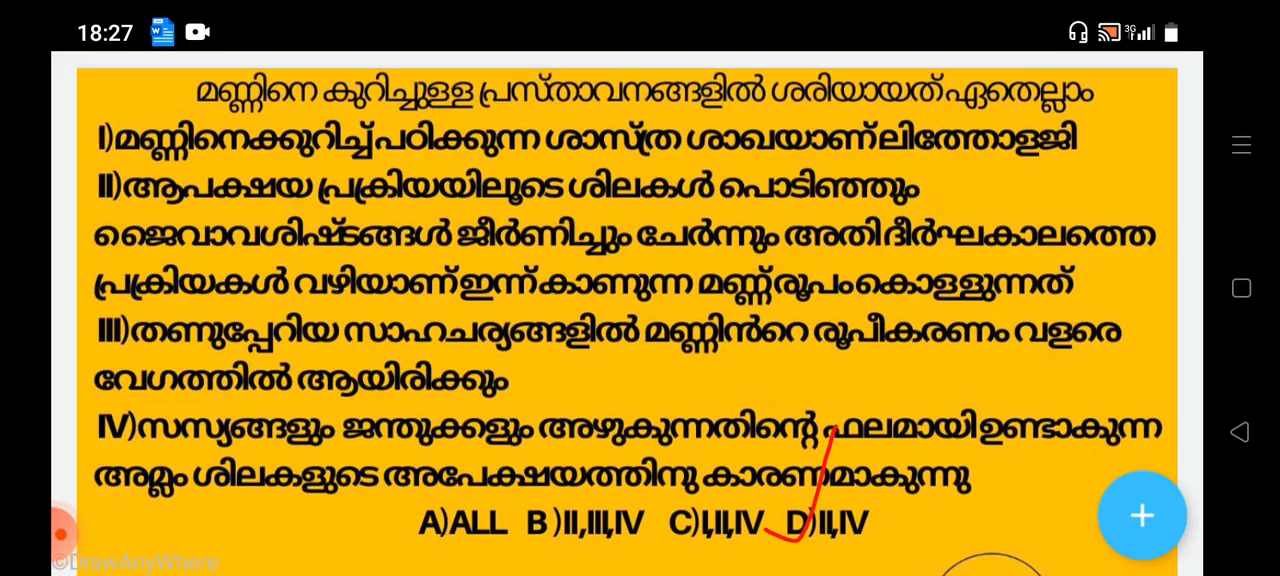 18:27
3G
മണ്ണിനെ കുറിച്ചുള്ള പ്രസ്താവനങ്ങളിൽ ശരിയായത് ഏതെല്ലാം
I)മണ്ണിനെക്കുറിച്ച് പഠിക്കുന്ന ശാസ്ത്ര ശാഖയാണ് ലിത്തോളജി
II)ആപക്ഷയ പ്രക്രിയയിലൂടെ ശിലകൾ പൊടിഞ്ഞും
ജൈവാവശിഷ്ടങ്ങൾ ജീർണിച്ചും ചേർന്നും അതി ദീർഘകാലത്തെ
പ്രക്രിയകൾ വഴിയാണ് ഇന്ന് കാണുന്ന മണ്ണ് രൂപം കൊള്ളുന്നത്
III)തണുപ്പേറിയ സാഹചര്യങ്ങളിൽ മണ്ണിൻറെ രൂപീകരണം വളരെ
വേഗത്തിൽ ആയിരിക്കും
IV)സസ്യങ്ങളും ജന്തുക്കളും അഴുകുന്നതിന്റെ ഫലമായി ഉണ്ടാകുന്ന
അമ്ലം ശിലകളുടെ അപേക്ഷയത്തിനു കാരണമാകുന്നു
A)ALL B )II,III,IV C)I,II,IV D)II,IV
©DrawAnyWhere